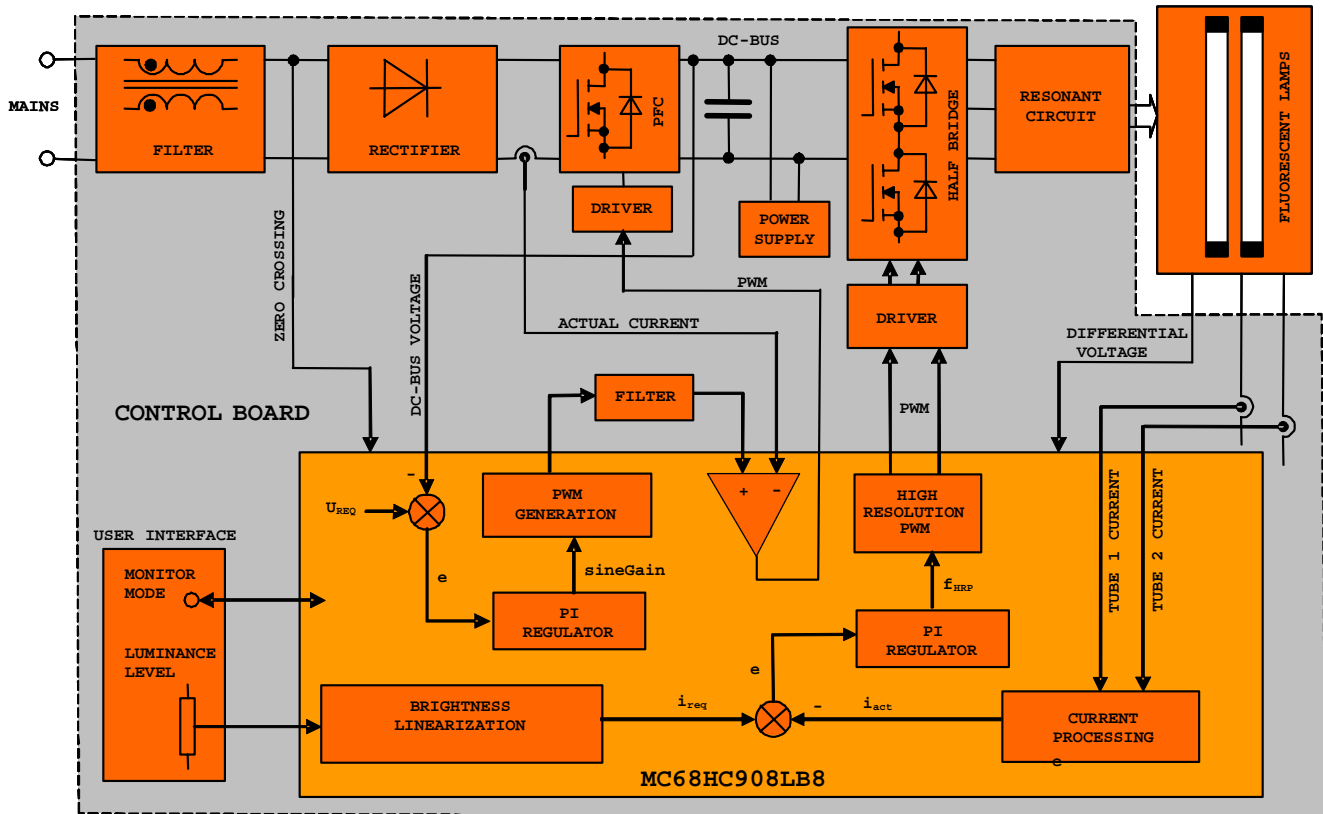 DC-BUS
MAINS
FILTER
RECTIFIER
PFC
HALF BRIDGE
RESONANT
CIRCUIT
FLUORESCENT LAMPS
DRIVER
POWER
SUPPLY
ZERO CROSSING
DC-BUS VOLTAGE
PWM
ACTUAL CURRENT
DRIVER
DIFFERENTIAL
VOLTAGE
CONTROL BOARD
FILTER
PWM
-
UREQ
PWM
GENERATION
+ -
HIGH
RESOLUTION
PWM
TUBE 1 CURRENT
TUBE 2 CURRENT
USER INTERFACE
MONITOR
MODE
e
sineGain
fHRP
PI
REGULATOR
PI
REGULATOR
LUMINANCE
LEVEL
e
BRIGHTNESS
LINEARIZATION
ireq
-
iact
CURRENT
PROCESSING
e
MC68HC908LB8